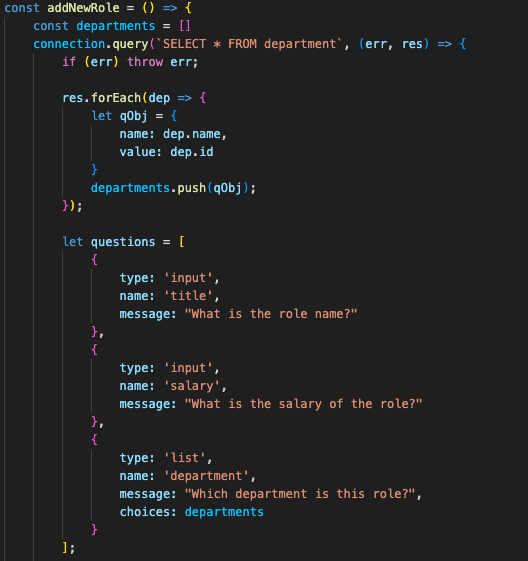 const addNewRole = () => {
    const departments = []
    connection.query(`SELECT * FROM department`, (err, res) => {
        if (err) throw err;

        res.forEach(dep => {
            let qObj = {
                name: dep.name,
                value: dep.id
            }
            departments.push(qObj);
        });

        let questions = [
            {
                type: 'input',
                name: 'title',
                message: "What is the role name?"
            },
            {
                type: 'input',
                name: 'salary',
                message: "What is the salary of the role?"
            },
            {
                type: 'list',
                name: 'department',
                message: "Which department is this role?",
                choices: departments
            }
        ];